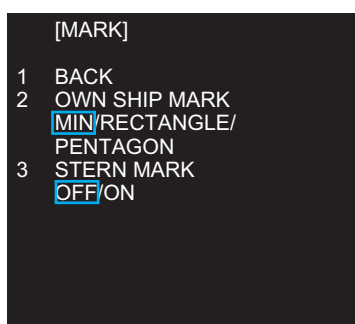 [MARK]
1 BACK
2 OWN SHIP MARK
MIN/RECTANGLE/
PENTAGON
3 STERN MARK
OFF/ON